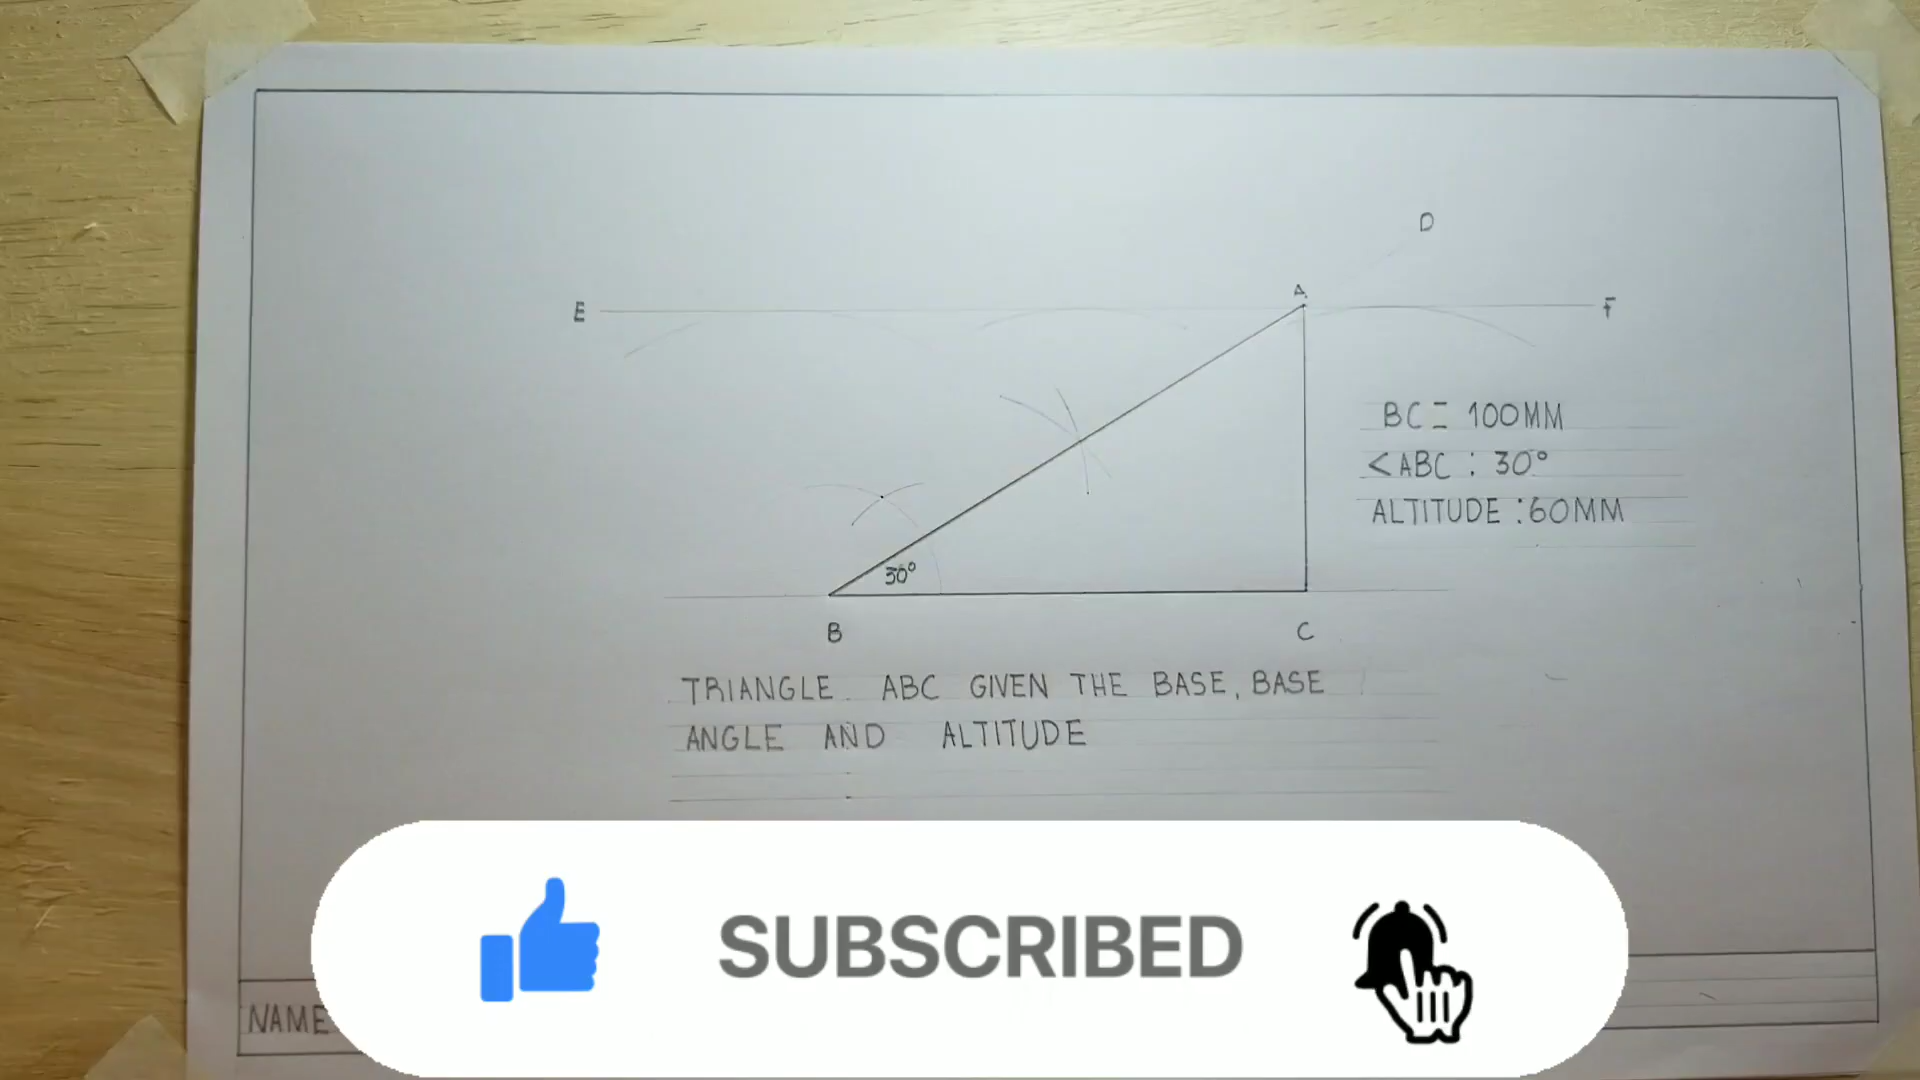 D
A
E
F
BC = 100MM
<ABC : 30°
ALTITUDE :60MM
30°
B
C
TRIANGLE ABC GIVEN THE BASE, BASE
ANGLE AND ALTITUDE
SUBSCRIBED
NAME